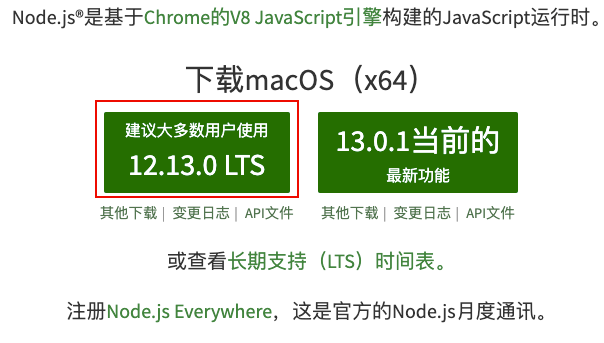 Node.js®是基于Chrome的V8 JavaScript引擎构建的JavaScript运行时。
下载macOS（x64）
建议大多数用户使用
12.13.0 LTS
13.0.1当前的
最新功能
其他下载 | 变更日志 | API文件
其他下载 | 变更日志 | API文件
或查看长期支持（LTS）时间表。
注册Node.js Everywhere，这是官方的Node.js月度通讯。